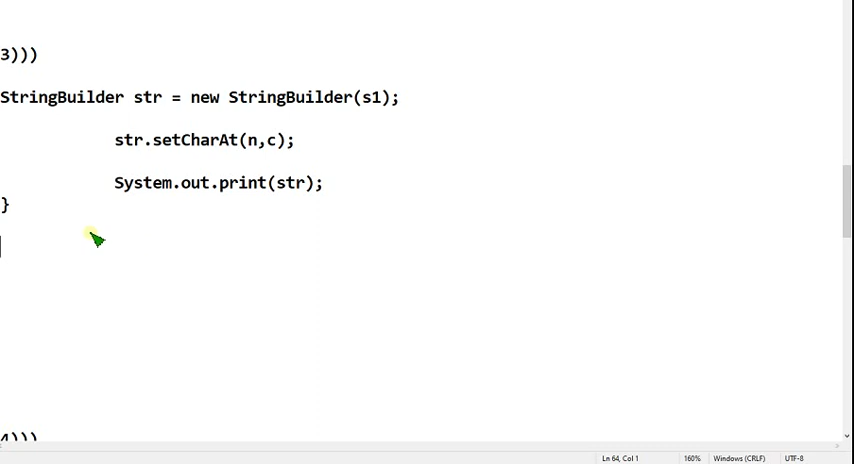 3)))
StringBuilder str = new StringBuilder(s1);
str.setCharAt(n,c);
System.out.print(str);
}
4)))
Ln 64, Col 1 160% Windows (CRLF) UTF-8